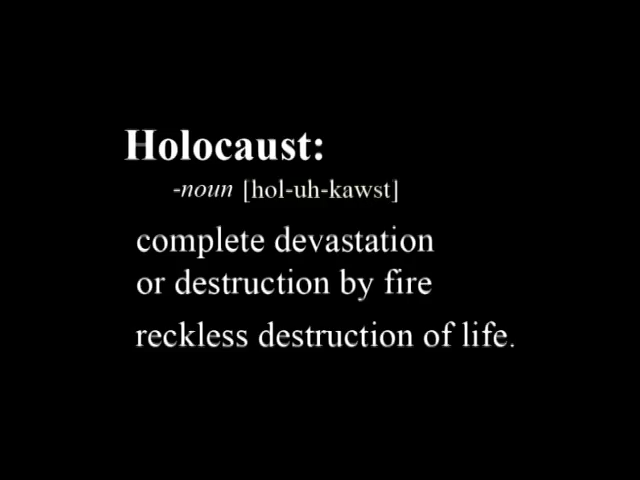 Holocaust:
-noun [hol-uh-kawst]
complete devastation
or destruction by fire
reckless destruction of life.